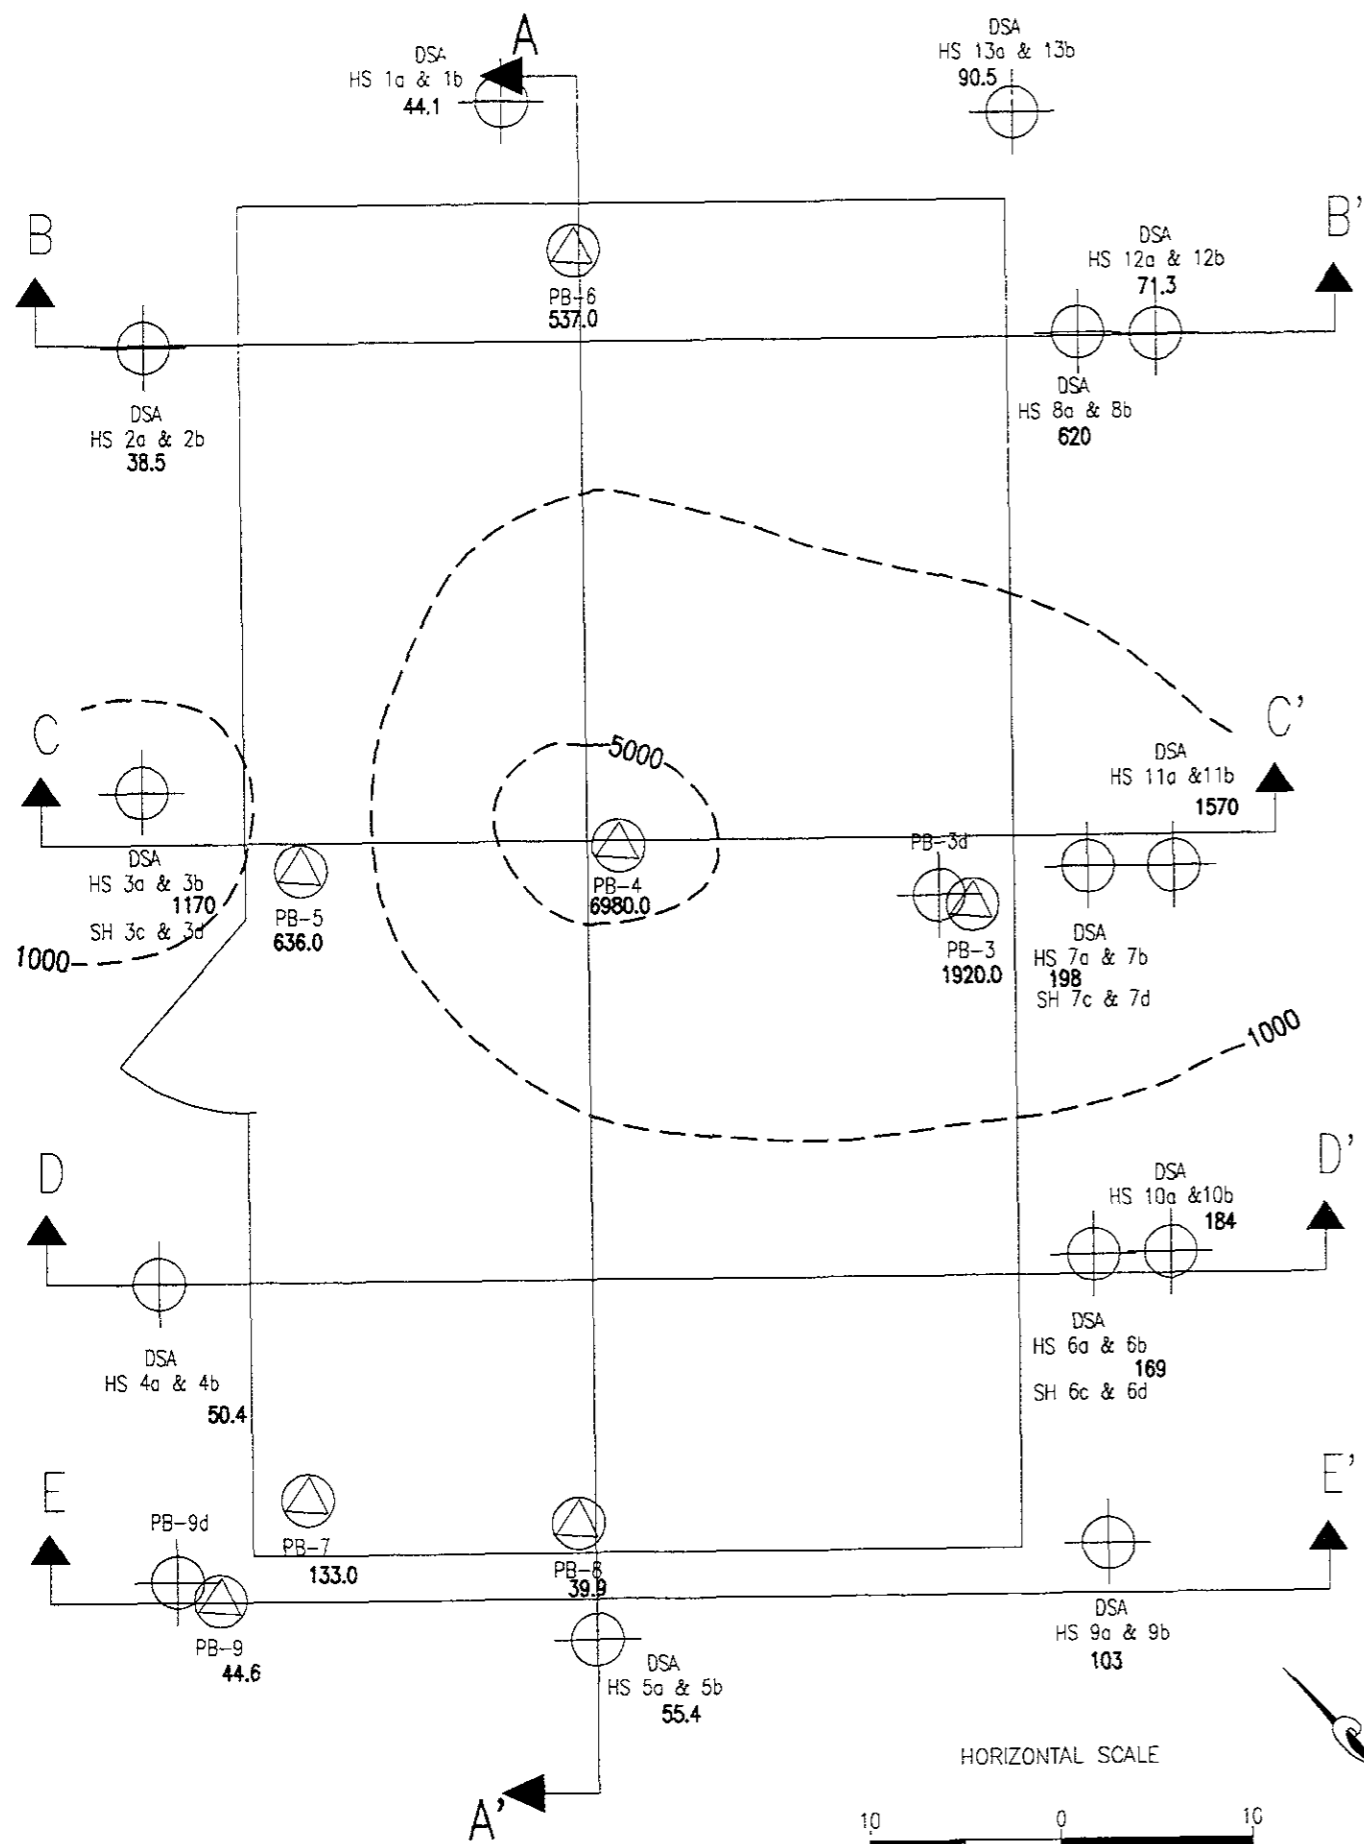 A
DSA
HS 1a & 1b
44.1
DSA
HS 13a & 13b
90.5
B
B'
PB-6
537.0
DSA
HS 12a & 12b
71.3
DSA
HS 2a & 2b
38.5
DSA
HS 8a & 8b
620
C
C'
5000
DSA
HS 11a &11b
1570
DSA
HS 3a & 3b
1170
SH 3c & 3d
1000
PB-5
636.0
PB-4
6980.0
PB-3d
PB-3
1920.0
DSA
HS 7a & 7b
198
SH 7c & 7d
1000
D
D'
DSA
HS 10a &10b
184
DSA
HS 4a & 4b
50.4
DSA
HS 6a & 6b
169
SH 6c & 6d
E
E'
PB-9d
PB-7
133.0
PB-8
39.9
PB-9
44.6
DSA
HS 5a & 5b
55.4
DSA
HS 9a & 9b
103
A'
HORIZONTAL SCALE
10 0 10